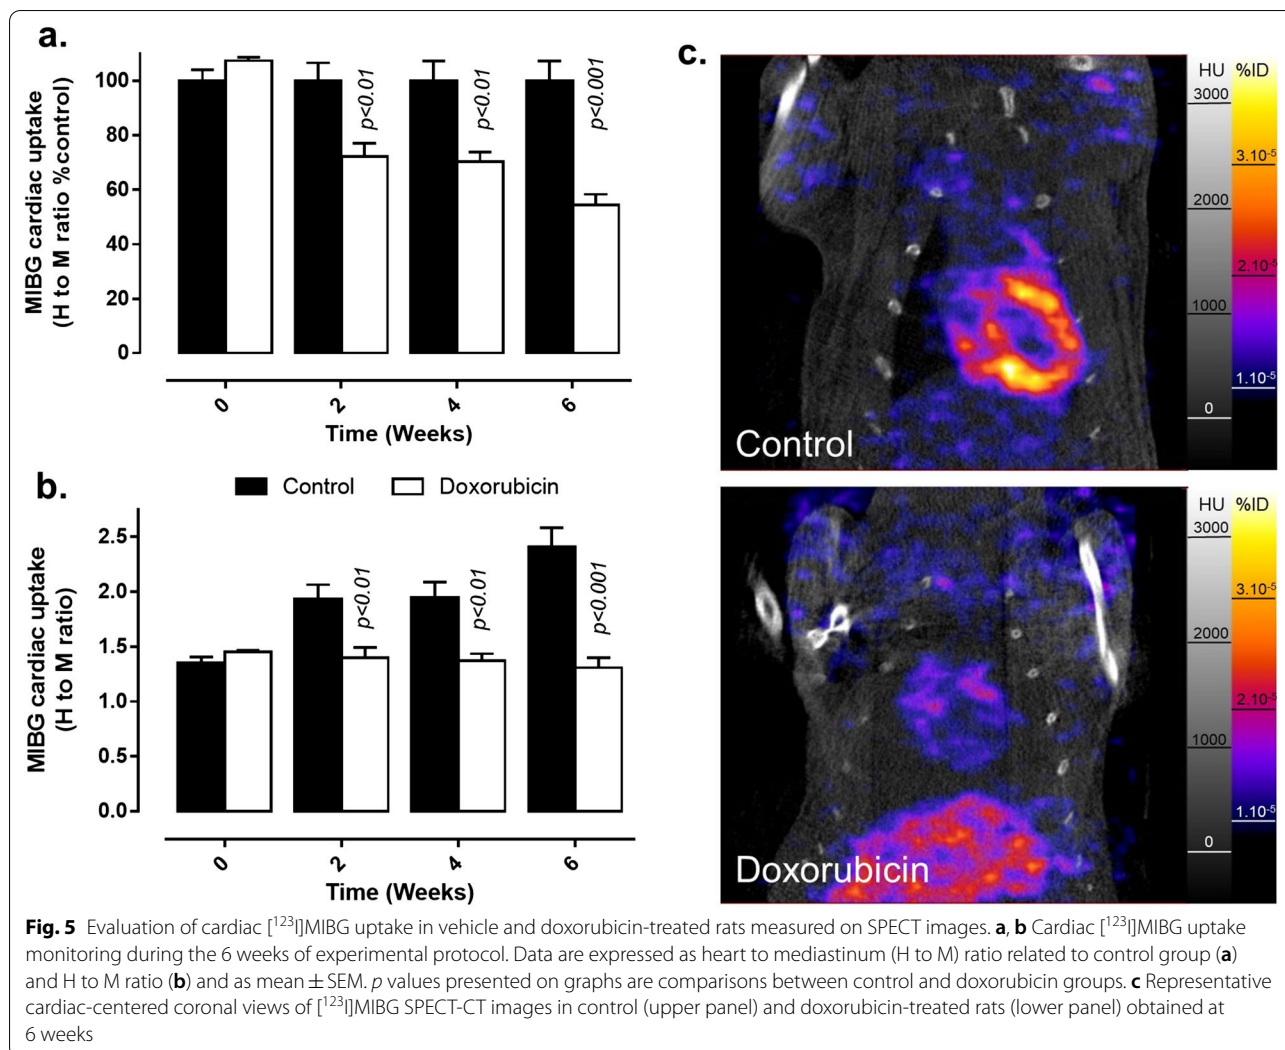 a.
MIBG cardiac uptake
(H to M ratio %control)
100
80
60
40
20
0
p<0.01
p<0.01
p<0.001
0
2
4
6
Time (Weeks)
b.
Control
Doxorubicin
MIBG cardiac uptake
(H to M ratio)
2.5
2.0
1.5
1.0
0.5
0.0
p<0.01
p<0.01
p<0.001
0
2
4
6
Time (Weeks)
c.
HU %ID
3000
3.10⁻⁵
2000
2.10⁻⁵
1000
1.10⁻⁵
0
Control
HU %ID
3000
3.10⁻⁵
2000
2.10⁻⁵
1000
1.10⁻⁵
0
Doxorubicin
Fig. 5 Evaluation of cardiac [¹²³I]MIBG uptake in vehicle and doxorubicin-treated rats measured on SPECT images. a, b Cardiac [¹²³I]MIBG uptake
monitoring during the 6 weeks of experimental protocol. Data are expressed as heart to mediastinum (H to M) ratio related to control group (a)
and H to M ratio (b) and as mean ± SEM. p values presented on graphs are comparisons between control and doxorubicin groups. c Representative
cardiac-centered coronal views of [¹²³I]MIBG SPECT-CT images in control (upper panel) and doxorubicin-treated rats (lower panel) obtained at
6 weeks